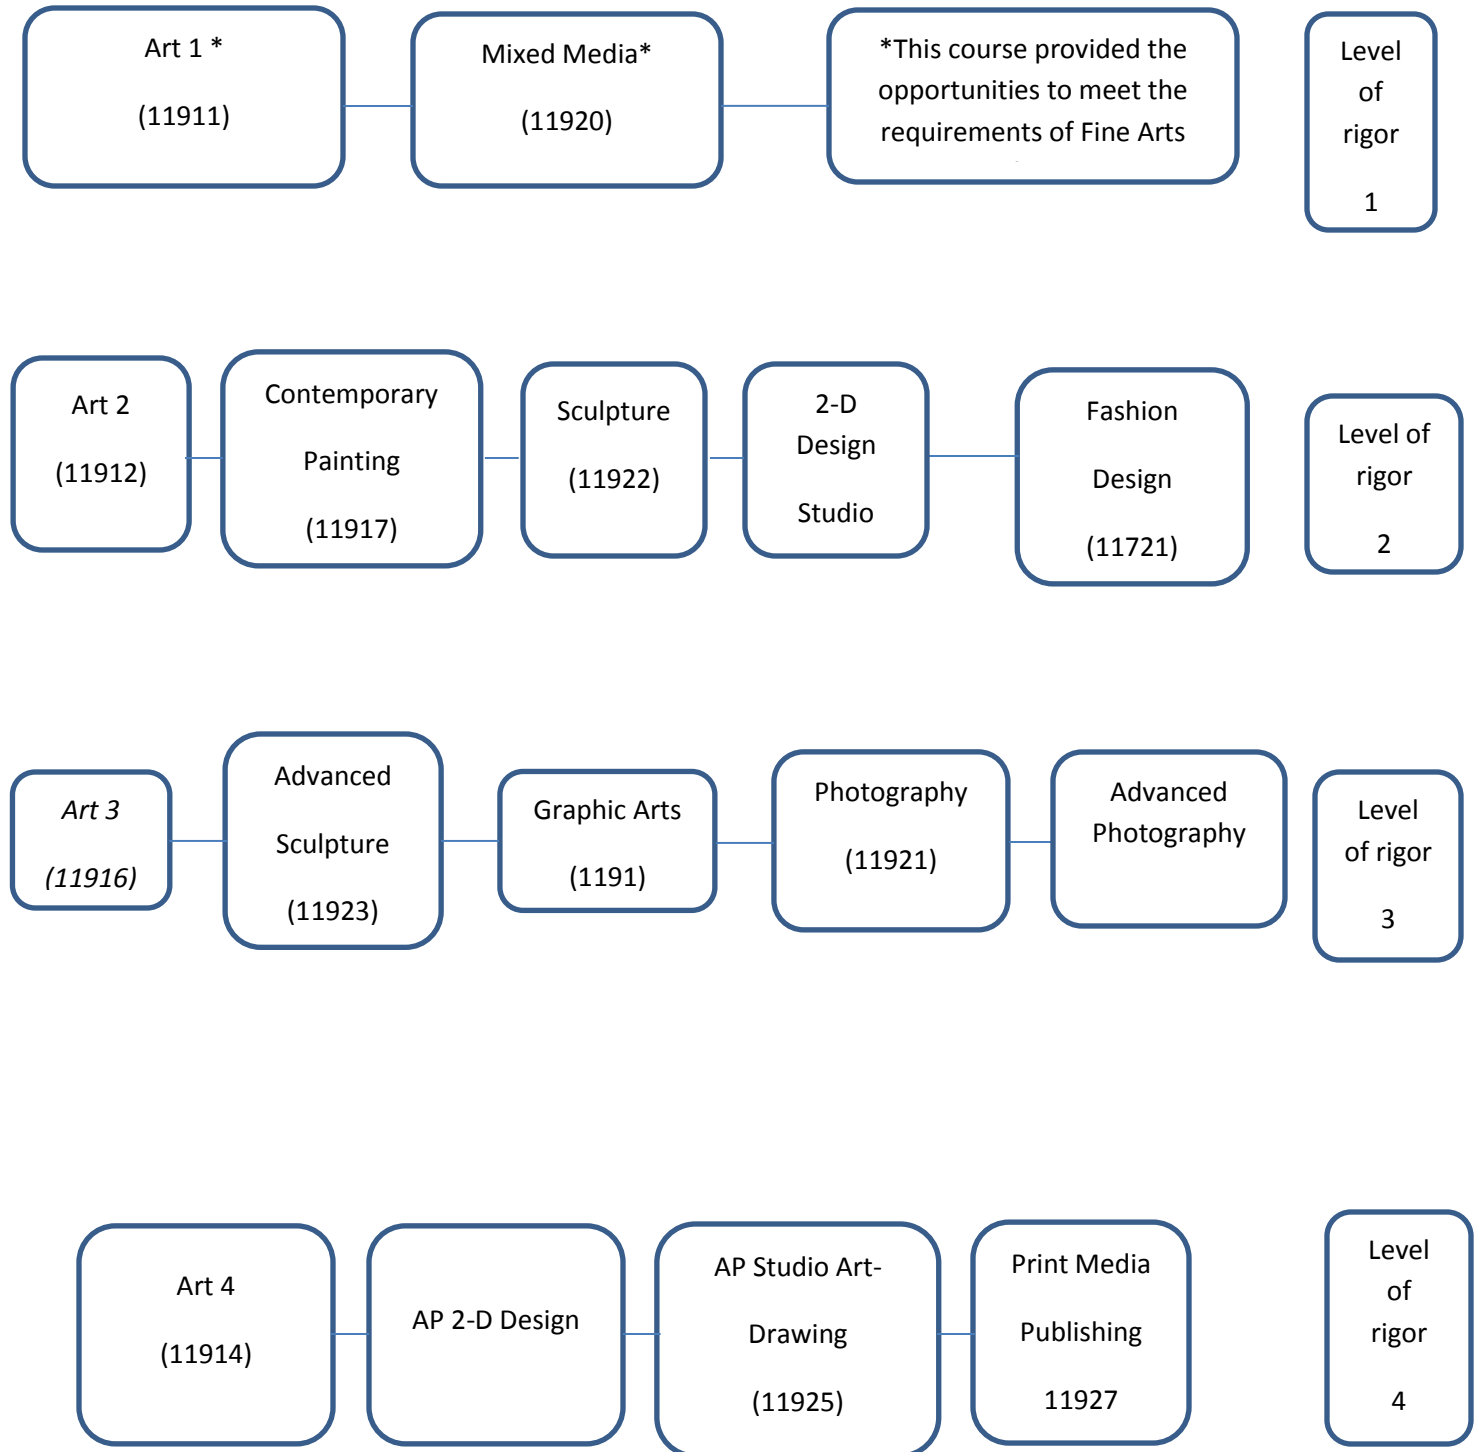 Art 1 *
(11911)
Mixed Media*
(11920)
*This course provided the
opportunities to meet the
requirements of Fine Arts
Level
of
rigor
1
Art 2
(11912)
Contemporary
Painting
(11917)
Sculpture
(11922)
2-D
Design
Studio
Fashion
Design
(11721)
Level of
rigor
2
Art 3
(11916)
Advanced
Sculpture
(11923)
Graphic Arts
(1191)
Photography
(11921)
Advanced
Photography
Level
of rigor
3
Art 4
(11914)
AP 2-D Design
AP Studio Art-
Drawing
(11925)
Print Media
Publishing
11927
Level
of
rigor
4